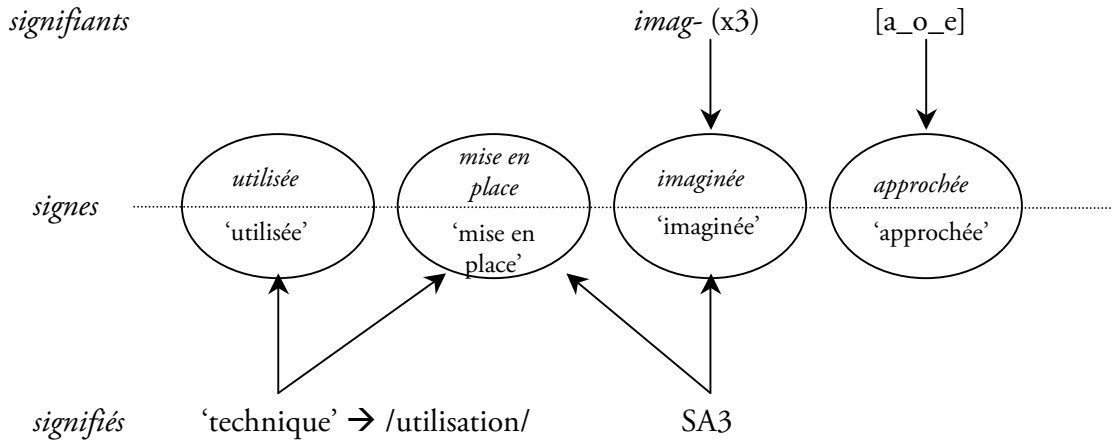 signifiants imag- (x3) [a_o_e]
mise en
utilisée place imaginée approchée
signes
‘utilisée’ ‘mise en ‘imaginée’ ‘approchée’
place’
signifiés ‘technique’ → /utilisation/ SA3